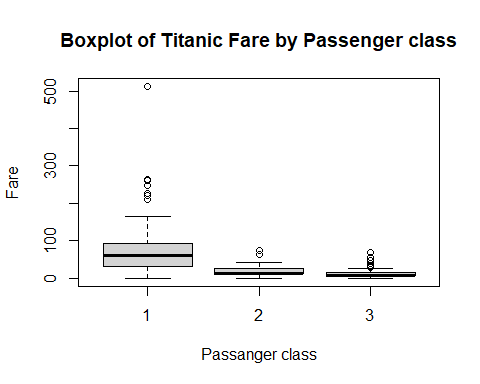 Boxplot of Titanic Fare by Passenger class
Fare
500
300
100
0
1 2 3
Passanger class